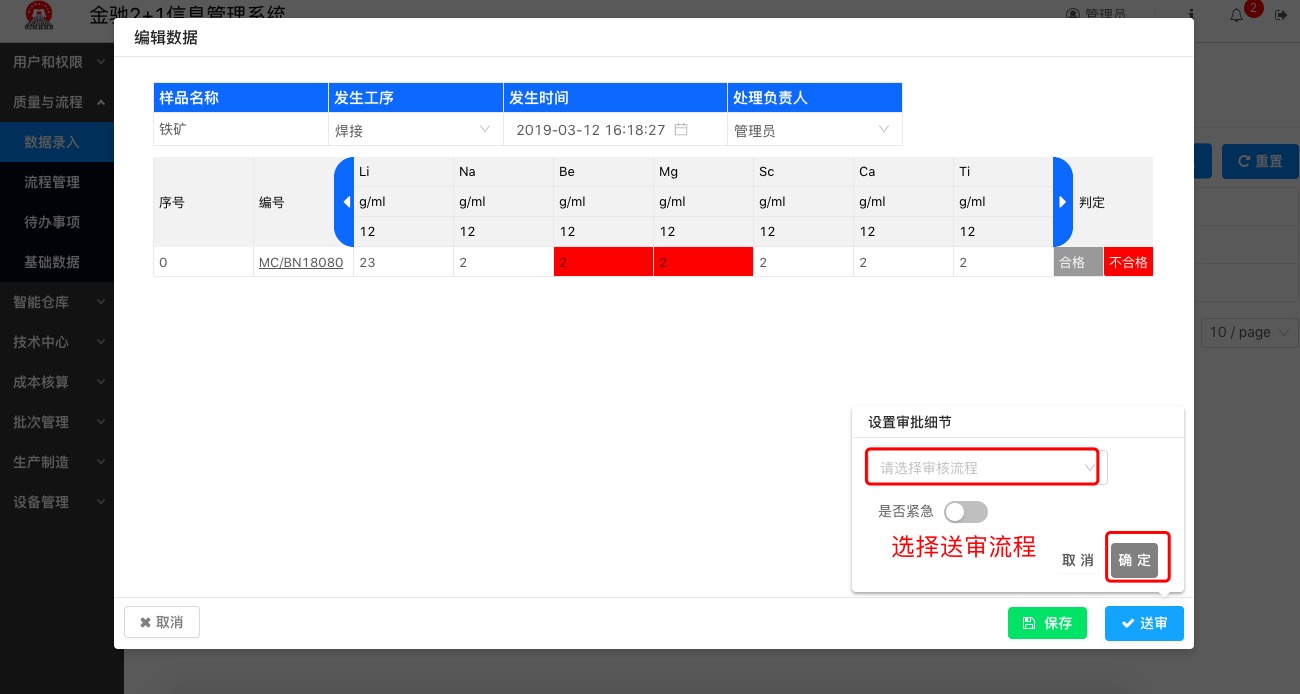 金驰2+1信息管理系统
管理员
2
编辑数据
用户和权限
质量与流程
数据录入
流程管理
待办事项
基础数据
智能仓库
技术中心
成本核算
批次管理
生产制造
设备管理
样品名称 发生工序 发生时间 处理负责人
铁矿 焊接 2019-03-12 16:18:27 管理员
重置
序号 编号 Li Na Be Mg Sc Ca Ti 判定
g/ml g/ml g/ml g/ml g/ml g/ml g/ml
12 12 12 12 12 12 12
0 MC/BN18080 23 2 2 2 2 2 2 合格 不合格
10 / page
设置审批细节
请选择审核流程
是否紧急
选择送审流程
取 消 确 定
取消 保存 送审